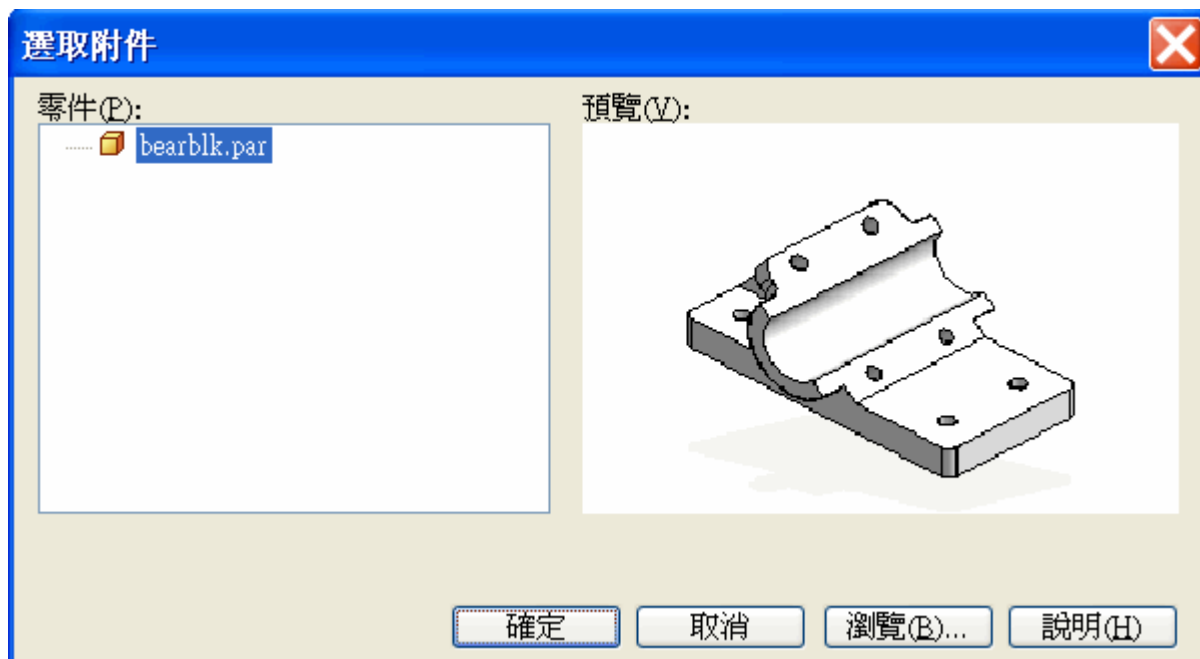 選取附件
零件(P):
預覽(V):
bearblk.par
確定
取消
瀏覽(B)...
說明(H)